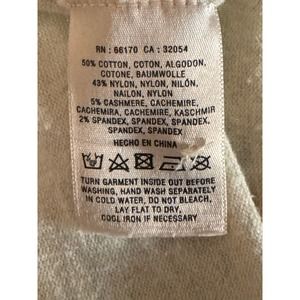 RN : 66170 CA : 32054
50% COTTON, COTON, ALGODON,
COTONE, BAUMWOLLE
43% NYLON, NYLON, NILÓN,
NAILON, NYLON
5% CASHMERE, CACHEMIRE,
CACHEMIRA, CACHEMIRE, KASCHMIR
2% SPANDEX, SPANDEX, SPANDEX,
SPANDEX, SPANDEX
HECHO EN CHINA
TURN GARMENT INSIDE OUT BEFORE
WASHING, HAND WASH SEPARATELY
IN COLD WATER, DO NOT BLEACH,
LAY FLAT TO DRY,
COOL IRON IF NECESSARY